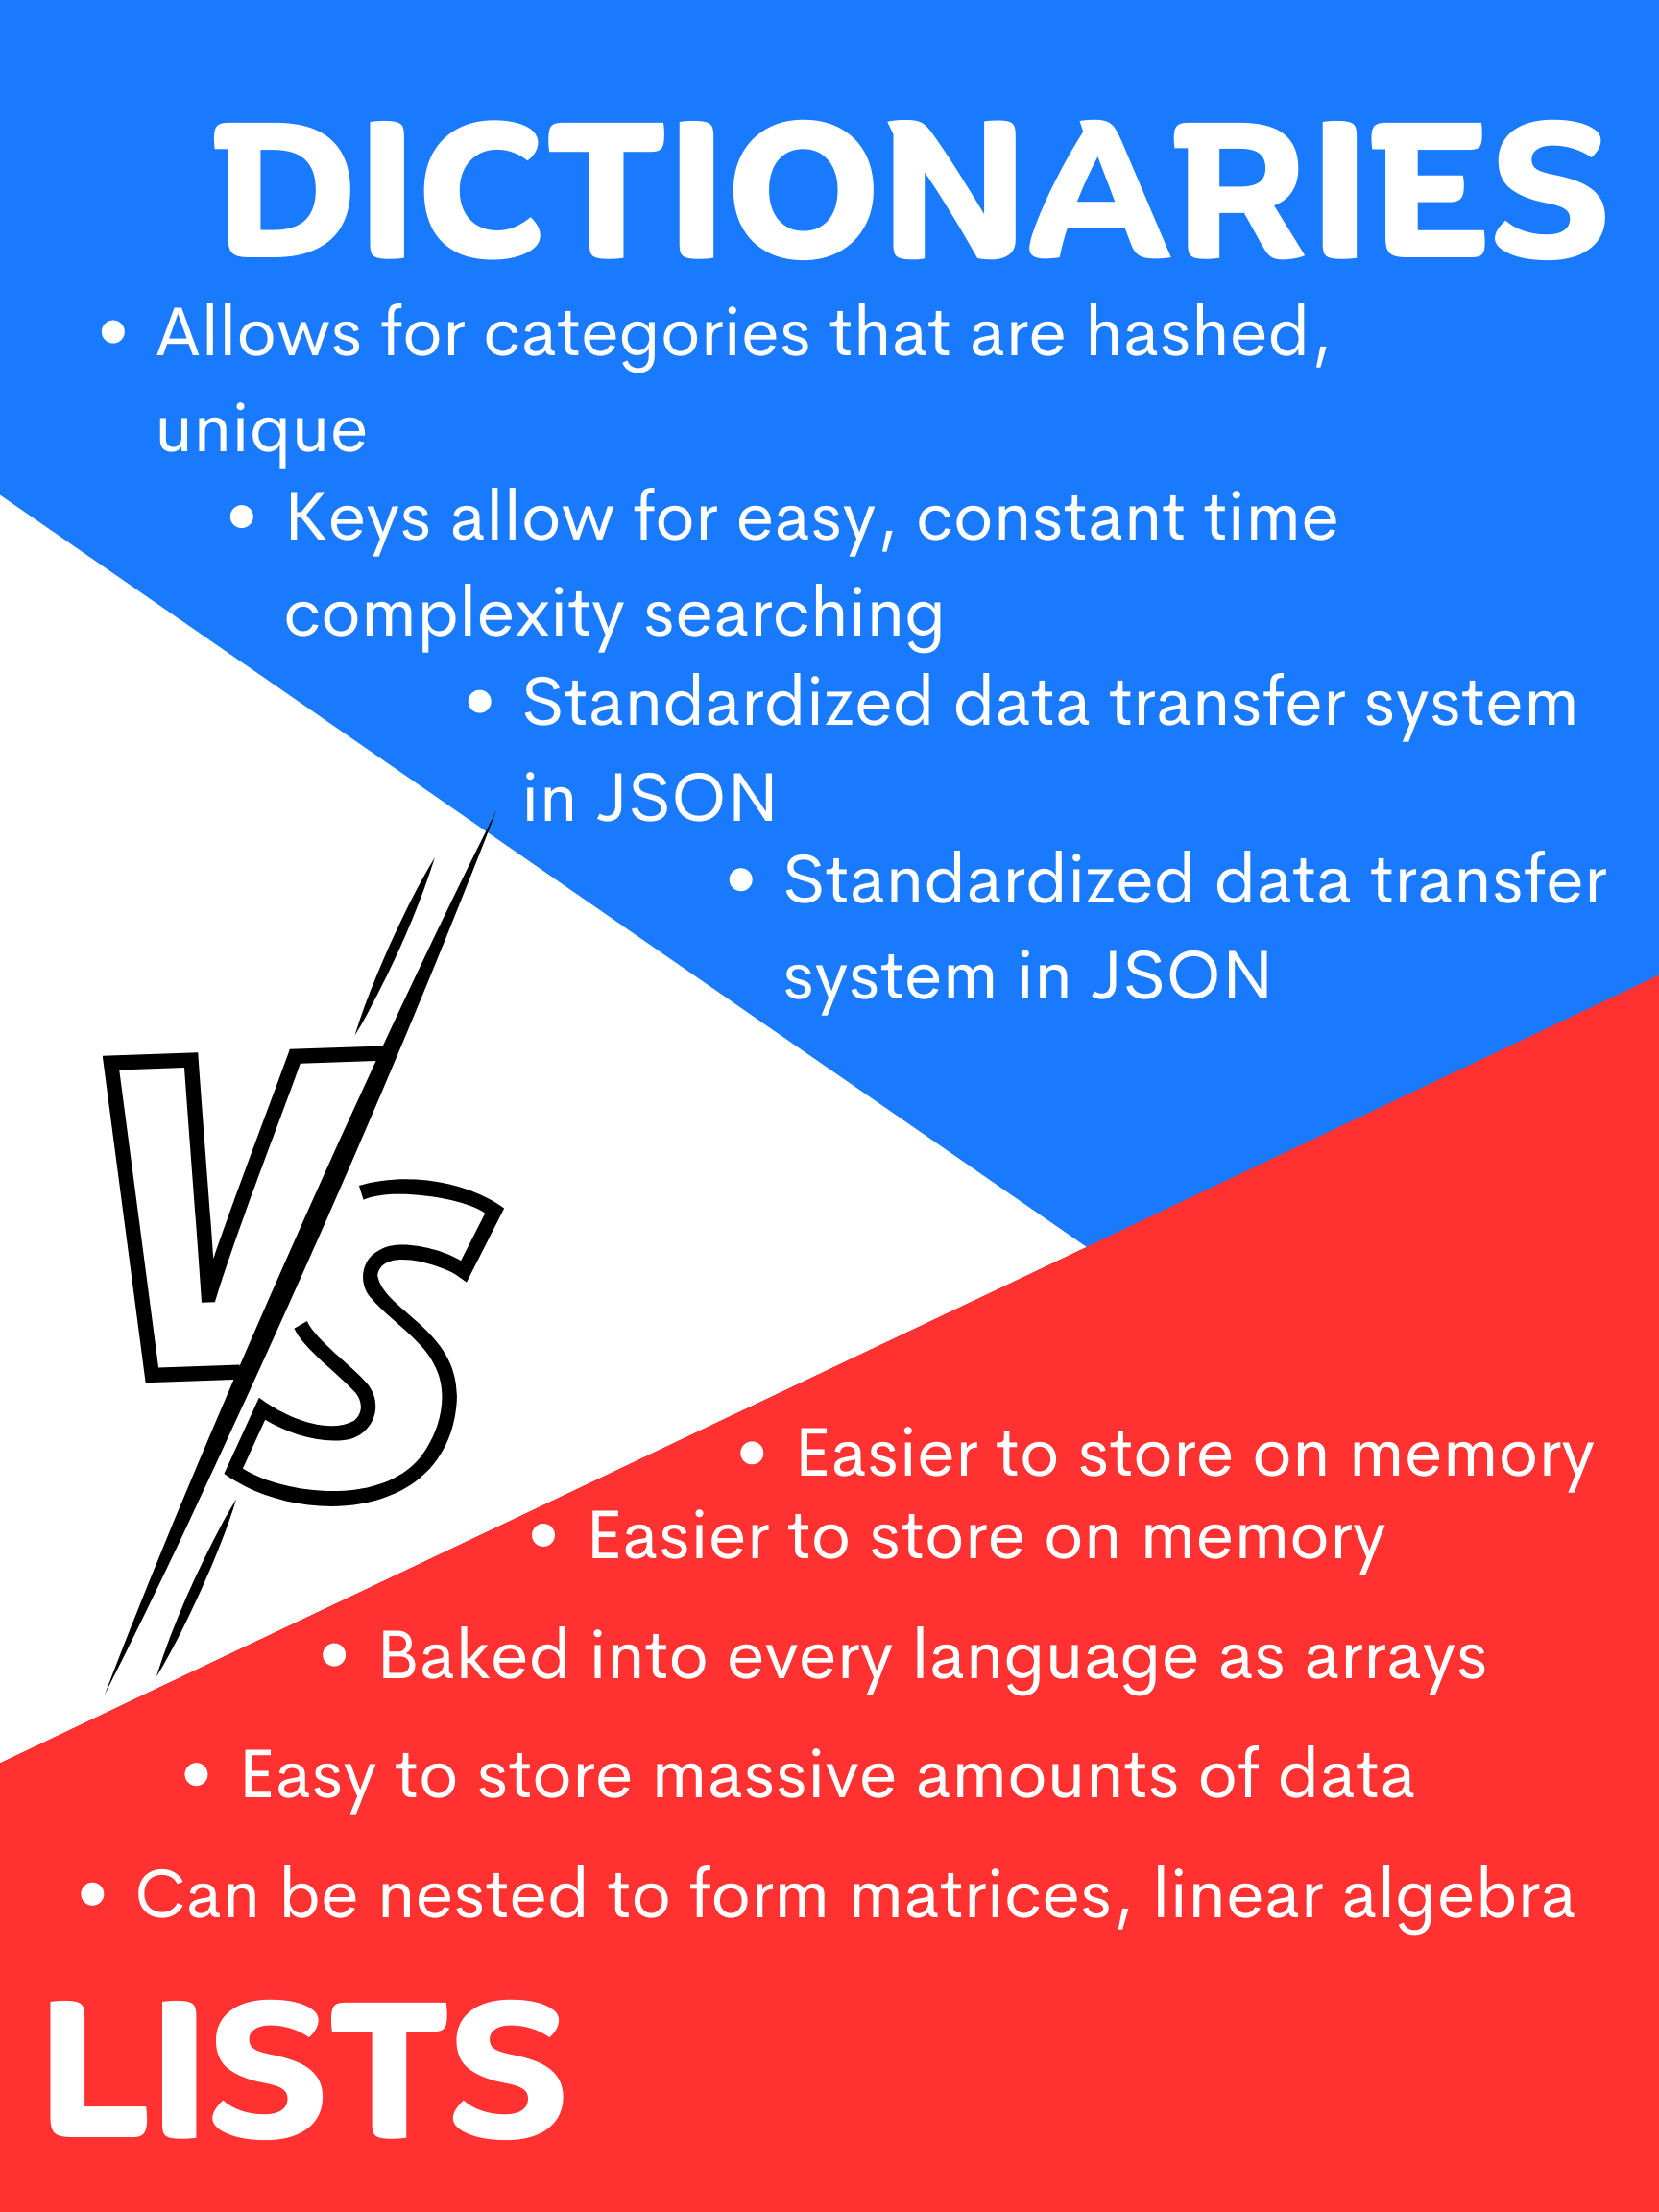 DICTIONARIES
• Allows for categories that are hashed,
unique
• Keys allow for easy, constant time
complexity searching
• Standardized data transfer system
in JSON
• Standardized data transfer
system in JSON
VS
• Easier to store on memory
• Easier to store on memory
• Baked into every language as arrays
• Easy to store massive amounts of data
• Can be nested to form matrices, linear algebra
LISTS